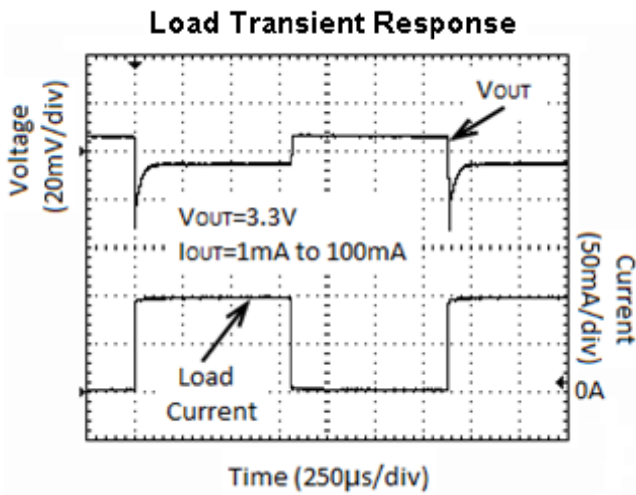 Load Transient Response
Voltage
(20mV/div)
VOUT
VOUT=3.3V
IOUT=1mA to 100mA
Load
Current
Current
(50mA/div)
0A
Time (250µs/div)